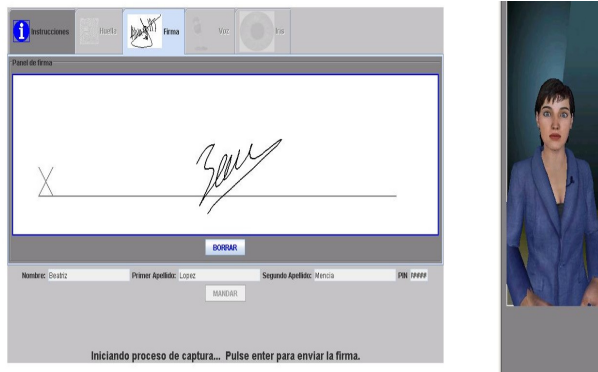 Instrucciones Huella Firma Voz Iris
Panel de firma
X
BORRAR
Nombre: Beatriz Primer Apellido: Lopez Segundo Apellido: Mencia PIN #####
MANDAR
Iniciando proceso de captura... Pulse enter para enviar la firma.